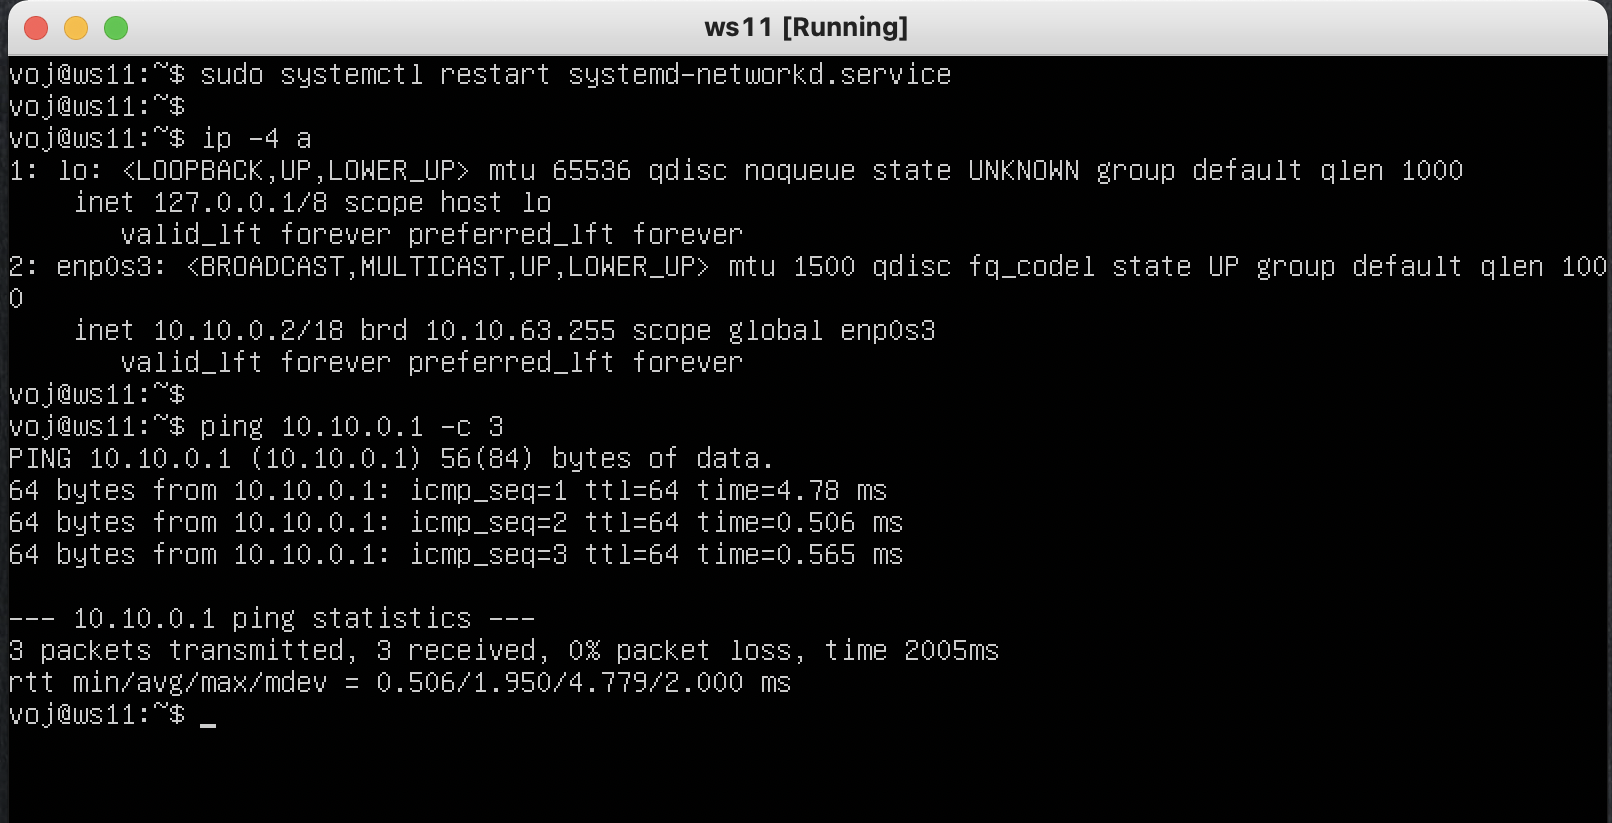 ws11 [Running]
voj@ws11:~$ sudo systemctl restart systemd-networkd.service
voj@ws11:~$
voj@ws11:~$ ip -4 a
1: lo: <LOOPBACK,UP,LOWER_UP> mtu 65536 qdisc noqueue state UNKNOWN group default qlen 1000
    inet 127.0.0.1/8 scope host lo
       valid_lft forever preferred_lft forever
2: enp0s3: <BROADCAST,MULTICAST,UP,LOWER_UP> mtu 1500 qdisc fq_codel state UP group default qlen 100
0
    inet 10.10.0.2/18 brd 10.10.63.255 scope global enp0s3
       valid_lft forever preferred_lft forever
voj@ws11:~$
voj@ws11:~$ ping 10.10.0.1 -c 3
PING 10.10.0.1 (10.10.0.1) 56(84) bytes of data.
64 bytes from 10.10.0.1: icmp_seq=1 ttl=64 time=4.78 ms
64 bytes from 10.10.0.1: icmp_seq=2 ttl=64 time=0.506 ms
64 bytes from 10.10.0.1: icmp_seq=3 ttl=64 time=0.565 ms

--- 10.10.0.1 ping statistics ---
3 packets transmitted, 3 received, 0% packet loss, time 2005ms
rtt min/avg/max/mdev = 0.506/1.950/4.779/2.000 ms
voj@ws11:~$ _